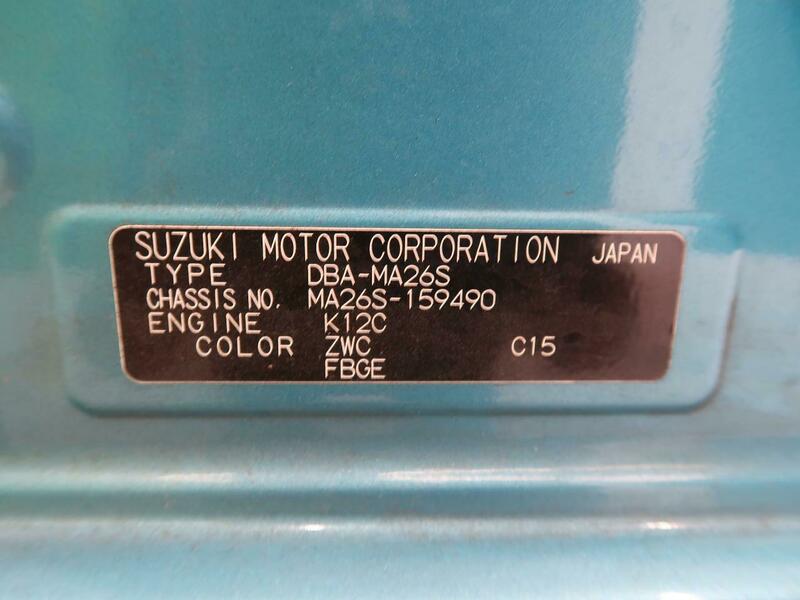 SUZUKI MOTOR CORPORATION JAPAN
TYPE DBA-MA26S
CHASSIS NO. MA26S-159490
ENGINE K12C
COLOR ZWC C15
FBGE